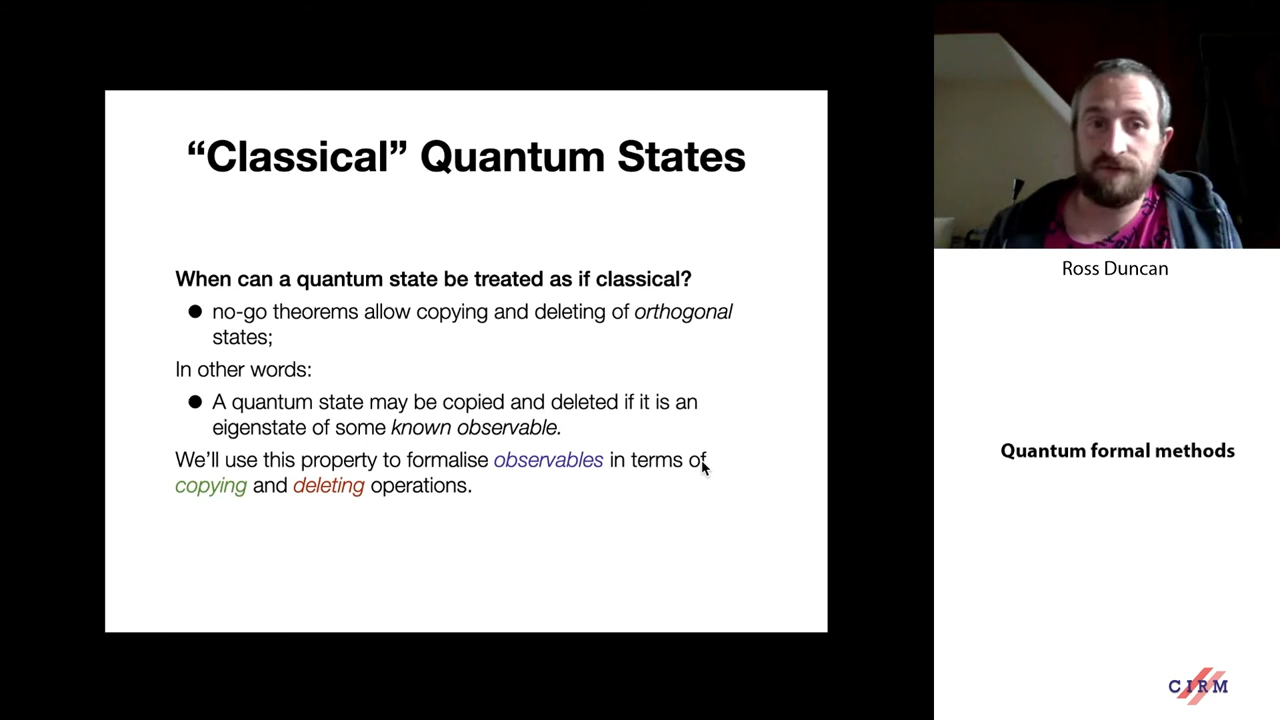 “Classical” Quantum States
When can a quantum state be treated as if classical?
● no-go theorems allow copying and deleting of orthogonal
states;
In other words:
● A quantum state may be copied and deleted if it is an
eigenstate of some known observable.
We’ll use this property to formalise observables in terms of
copying and deleting operations.
Ross Duncan
Quantum formal methods
CIRM